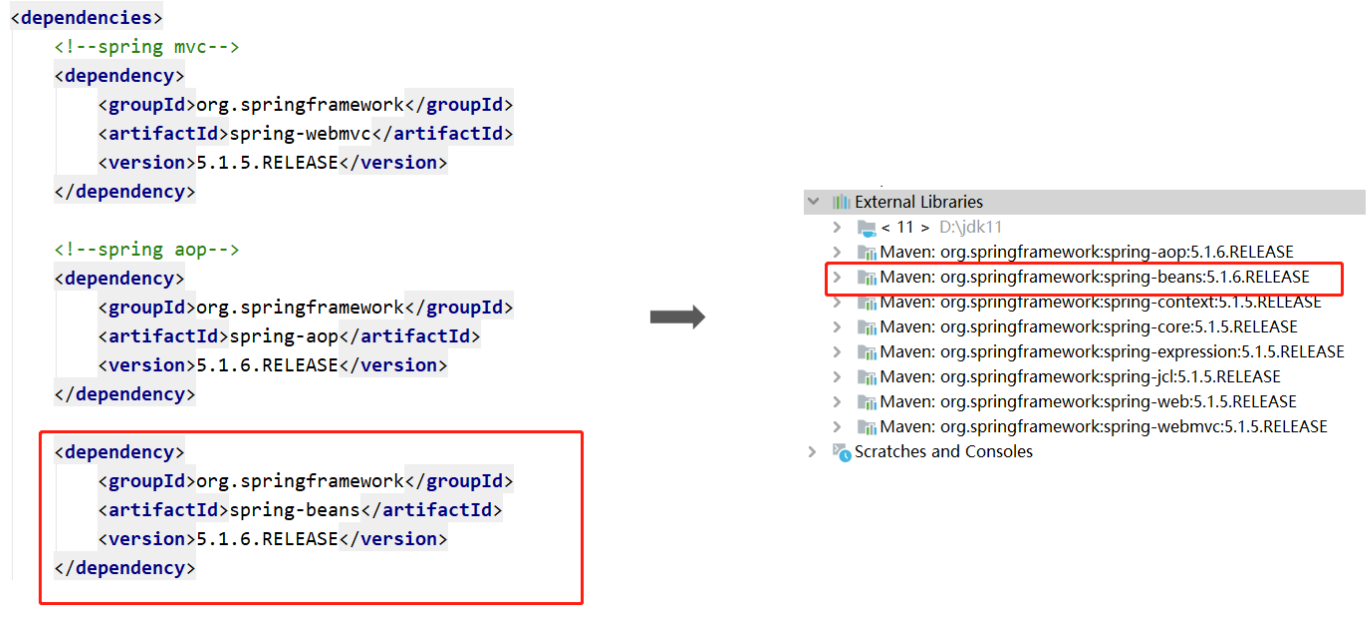 <dependencies>
<!--spring mvc-->
<dependency>
<groupId>org.springframework</groupId>
<artifactId>spring-webmvc</artifactId>
<version>5.1.5.RELEASE</version>
</dependency>
<!--spring aop-->
<dependency>
<groupId>org.springframework</groupId>
<artifactId>spring-aop</artifactId>
<version>5.1.6.RELEASE</version>
</dependency>
<dependency>
<groupId>org.springframework</groupId>
<artifactId>spring-beans</artifactId>
<version>5.1.6.RELEASE</version>
</dependency>
External Libraries
< 11 > D:\jdk11
Maven: org.springframework:spring-aop:5.1.6.RELEASE
Maven: org.springframework:spring-beans:5.1.6.RELEASE
Maven: org.springframework:spring-context:5.1.5.RELEASE
Maven: org.springframework:spring-core:5.1.5.RELEASE
Maven: org.springframework:spring-expression:5.1.5.RELEASE
Maven: org.springframework:spring-jcl:5.1.5.RELEASE
Maven: org.springframework:spring-web:5.1.5.RELEASE
Maven: org.springframework:spring-webmvc:5.1.5.RELEASE
Scratches and Consoles